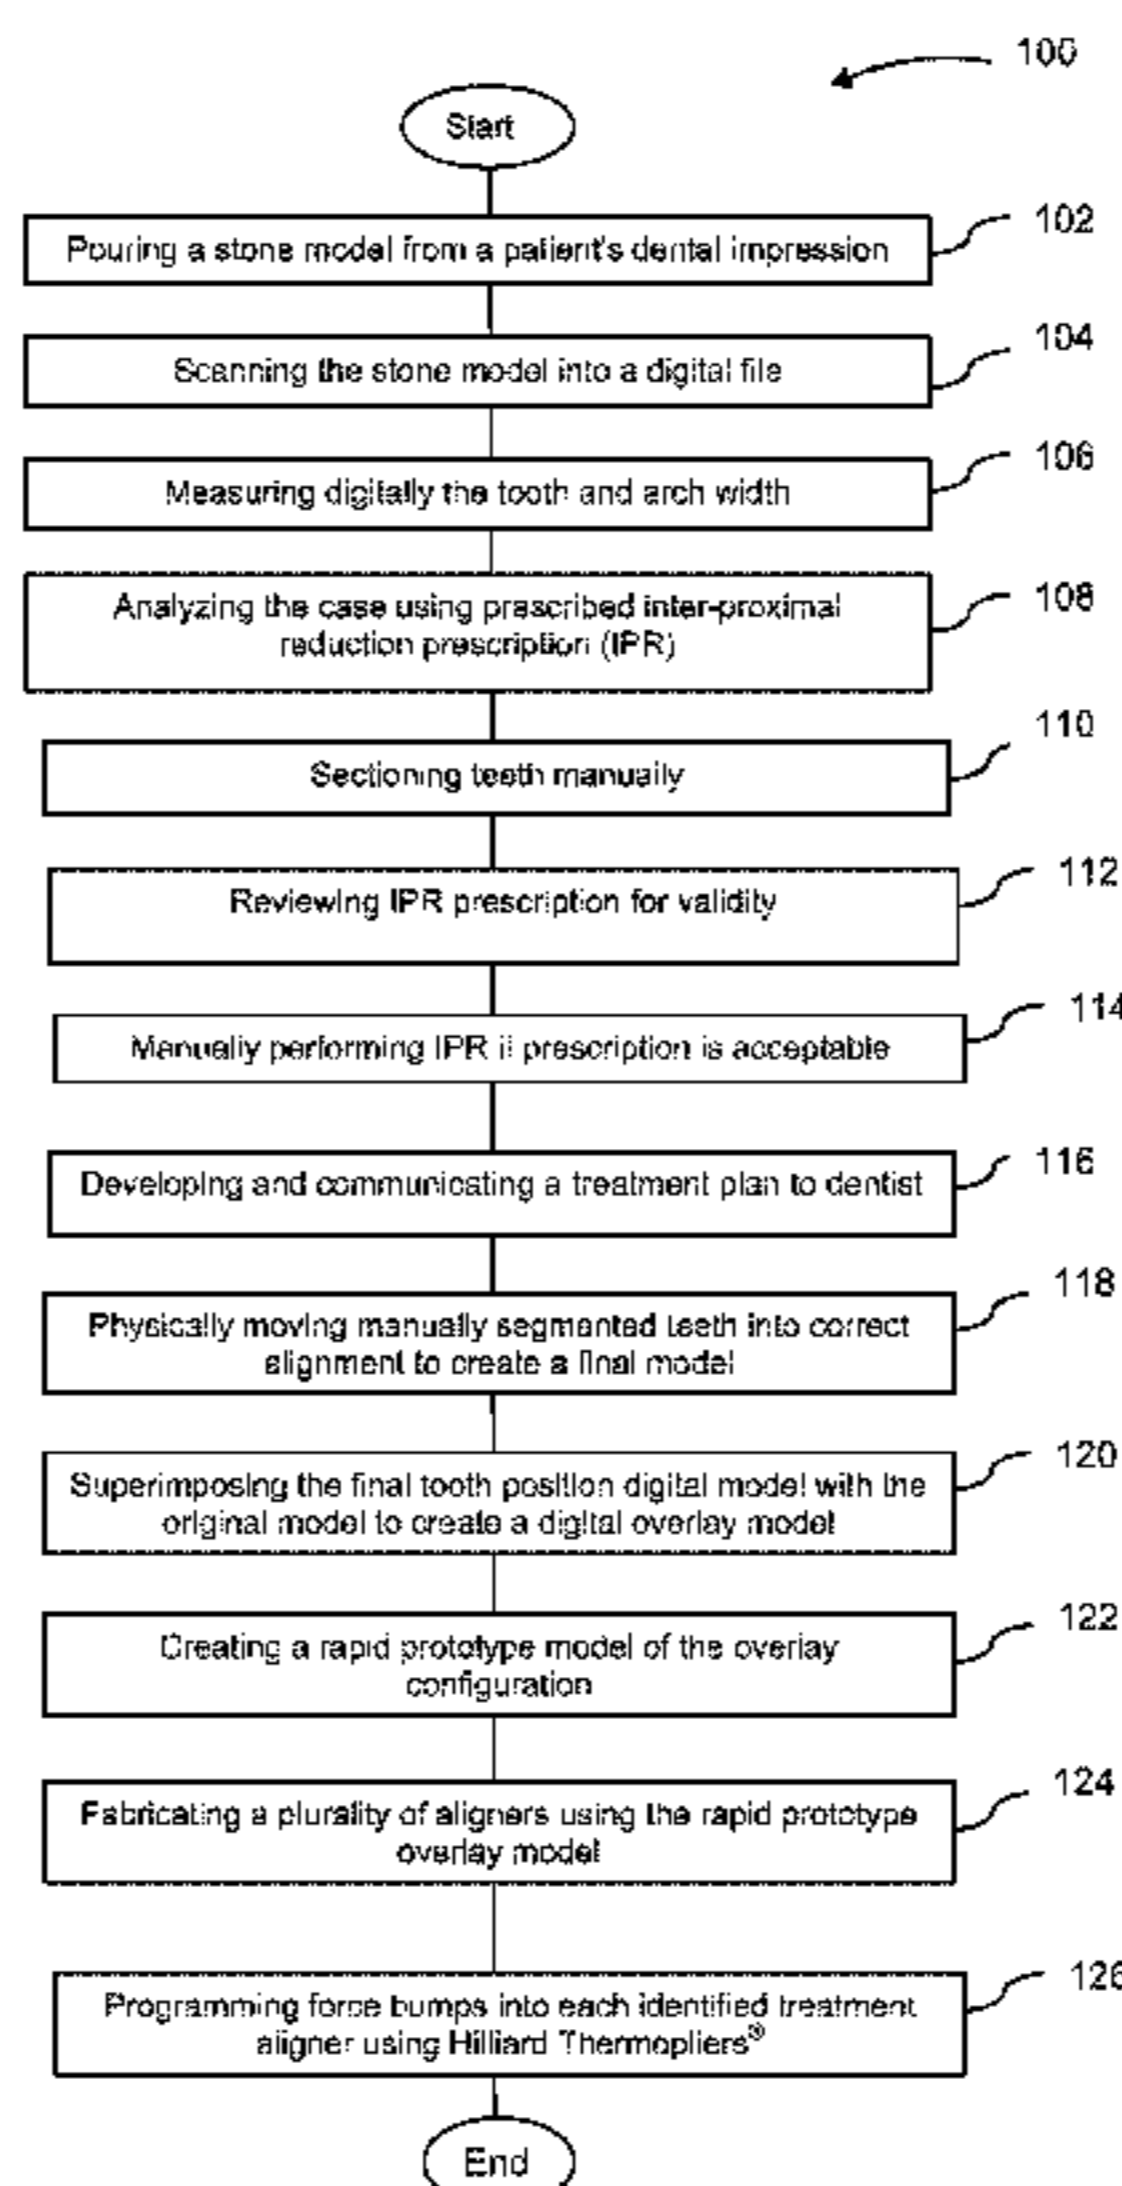 100
Start
Pouring a stone model from a patient's dental impression
102
Scanning the stone model into a digital file
104
Measuring digitally the tooth and arch width
106
Analyzing the case using prescribed inter-proximal
reduction prescription (IPR)
108
Sectioning teeth manually
110
Reviewing IPR prescription for validity
112
Manually performing IPR if prescription is acceptable
114
Developing and communicating a treatment plan to dentist
116
Physically moving manually segmented teeth into correct
alignment to create a final model
118
Superimposing the final tooth position digital model with the
original model to create a digital overlay model
120
Creating a rapid prototype model of the overlay
configuration
122
Fabricating a plurality of aligners using the rapid prototype
overlay model
124
Programming force bumps into each identified treatment
aligner using Hilliard Thermopliers®
126
End